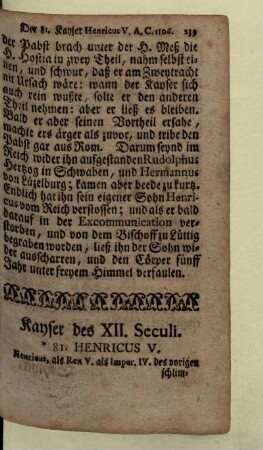 Der 81. Kayser Henricus V. A. C. 1106. 239
der Pabst brach unter der H. Meß die
H. Hostia in zwey Theil, nahm selbst ei-
nen, und schwur, daß er am Zweytracht
nit Ursach wäre: wann der Kayser sich
auch rein wußte, solte er den anderen
Theil nehmen: aber er ließ es bleiben.
Bald er aber seinen Vortheil ersahe,
machte ers ärger als zuvor, und tribe den
Pabst gar aus Rom. Darum seynd im
Reich wider ihn aufgestanden Rudolphus
Hertzog in Schwaben, und Hermannus
von Lüzelburg; kamen aber beede zu kurtz.
Endlich hat ihn sein eigener Sohn Henri-
cus vom Reich verstossen; und als er bald
darauf in der Excommunication ver-
storben, und von dem Bischoff zu Lüttig
begraben worden, ließ ihn der Sohn wi-
der ausscharren, und den Cörper fünff
Jahr unter freyem Himmel verfaulen.
Kayser des XII. Seculi.
* 81. HENRICUS V.
Henricus, als Rex V. als Imper. IV. des vorigen
schlim-